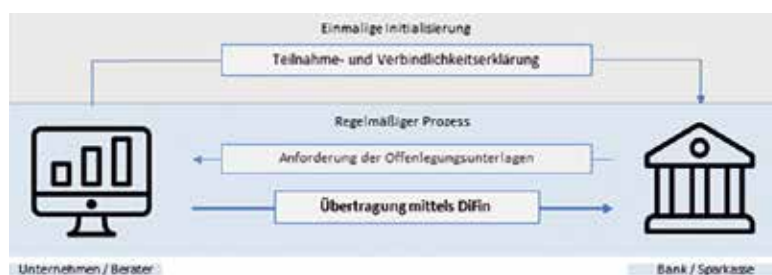 Einmalige Initialisierung
Teilnahme- und Verbindlichkeitserklärung
Regelmäßiger Prozess
Anforderung der Offenlegungsunterlagen
Übertragung mittels DiFin
Unternehmen / Berater
Bank / Sparkasse